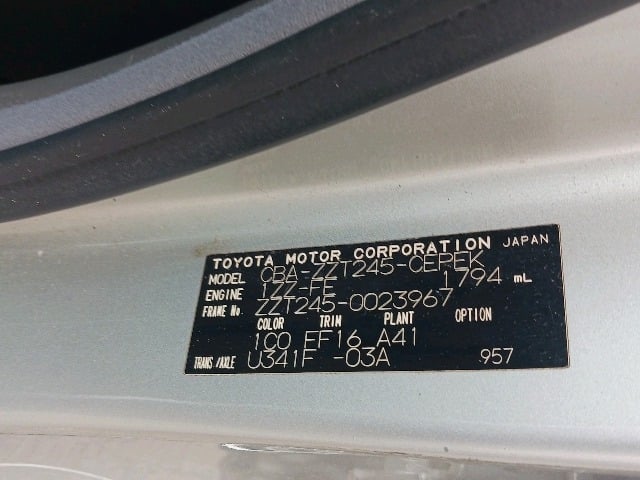 TOYOTA MOTOR CORPORATION JAPAN
MODEL CBA-ZZT245-CEPEK
ENGINE 1ZZ-FE 1794 mL
FRAME No. ZZT245-0023967
COLOR TRIM PLANT OPTION
1C0 FF16 A41
TRANS/AXLE U341F -03A 957